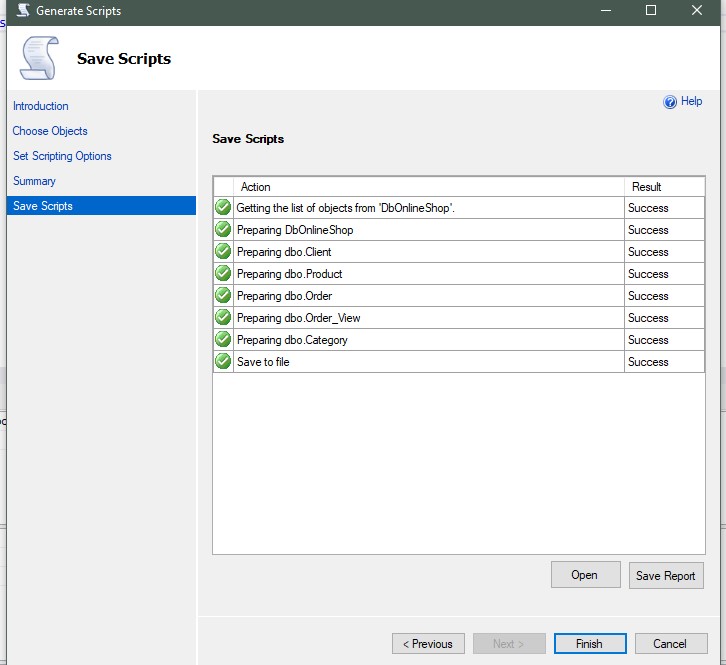 Generate Scripts
Save Scripts
Introduction
Choose Objects
Set Scripting Options
Summary
Save Scripts
Help
Save Scripts
Action Result
Getting the list of objects from 'DbOnlineShop'. Success
Preparing DbOnlineShop Success
Preparing dbo.Client Success
Preparing dbo.Product Success
Preparing dbo.Order Success
Preparing dbo.Order_View Success
Preparing dbo.Category Success
Save to file Success
Open Save Report
< Previous Next > Finish Cancel